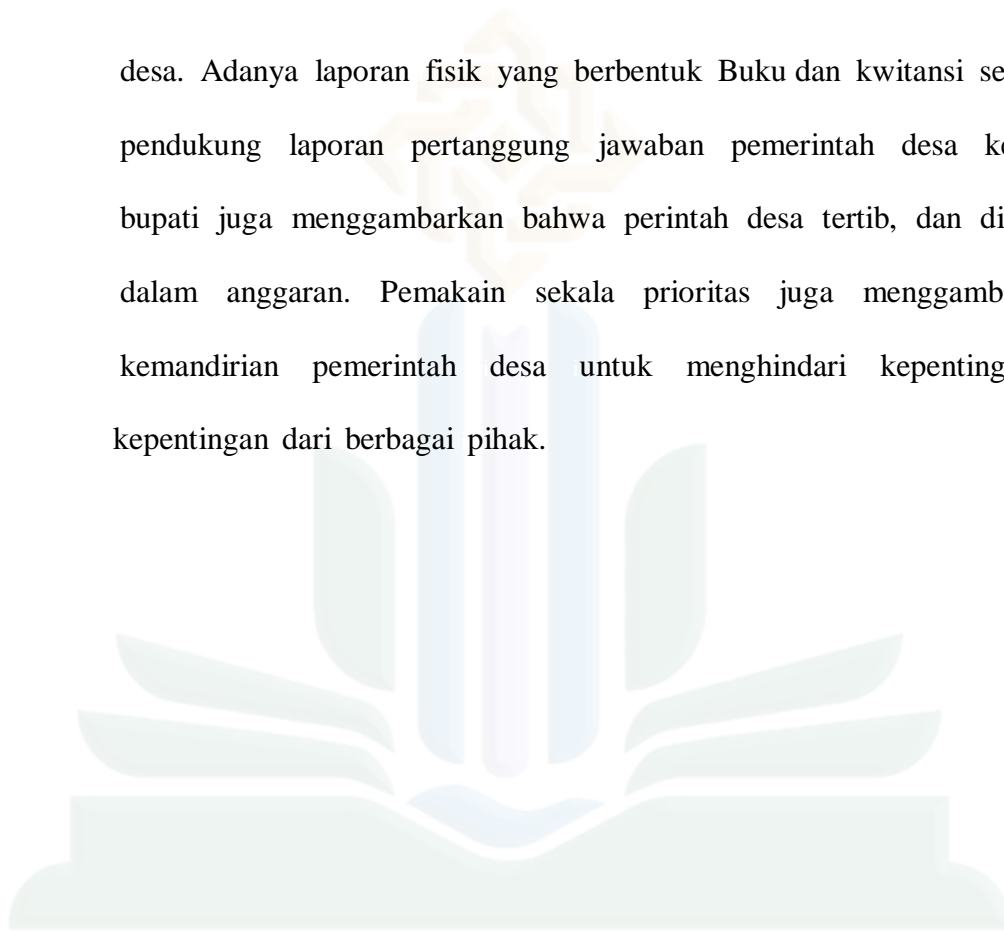 desa. Adanya laporan fisik yang berbentuk Buku dan kwitansi se
pendukung laporan pertanggung jawaban pemerintah desa ke
bupati juga menggambarkan bahwa perintah desa tertib, dan di
dalam anggaran. Pemakain sekala prioritas juga menggamb
kemandirian pemerintah desa untuk menghindari kepenting
kepentingan dari berbagai pihak.